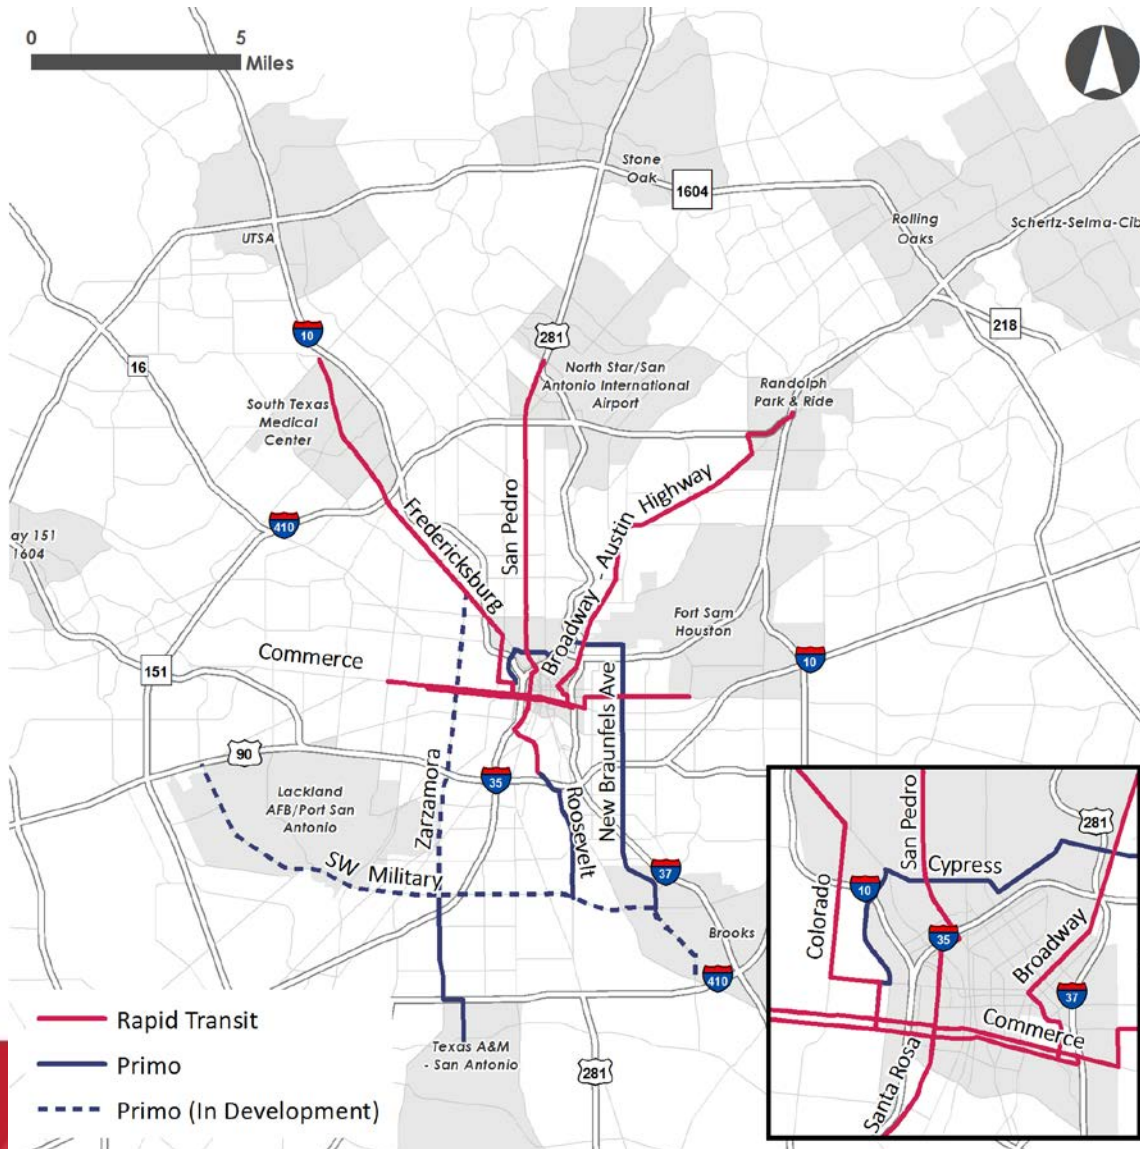 0
5
Miles
Stone
Oak
1604
Rolling
Oaks
Schertz-Selma-Cib
UTSA
10
281
218
16
North Star/San
Antonio International
Airport
Randolph
Park & Ride
South Texas
Medical
Center
410
ay 151
1604
Fredericksburg
San Pedro
Broadway - Austin Highway
Fort Sam
Houston
10
Commerce
151
New Braunfels Ave
90
35
Lackland
AFB/Port San
Antonio
Zarzamora
Roosevelt
SW Military
37
Brooks
410
Texas A&M
- San Antonio
281
Rapid Transit
Primo
Primo (In Development)
San Pedro
281
Cypress
10
Colorado
35
Broadway
37
Commerce
Santa Rosa